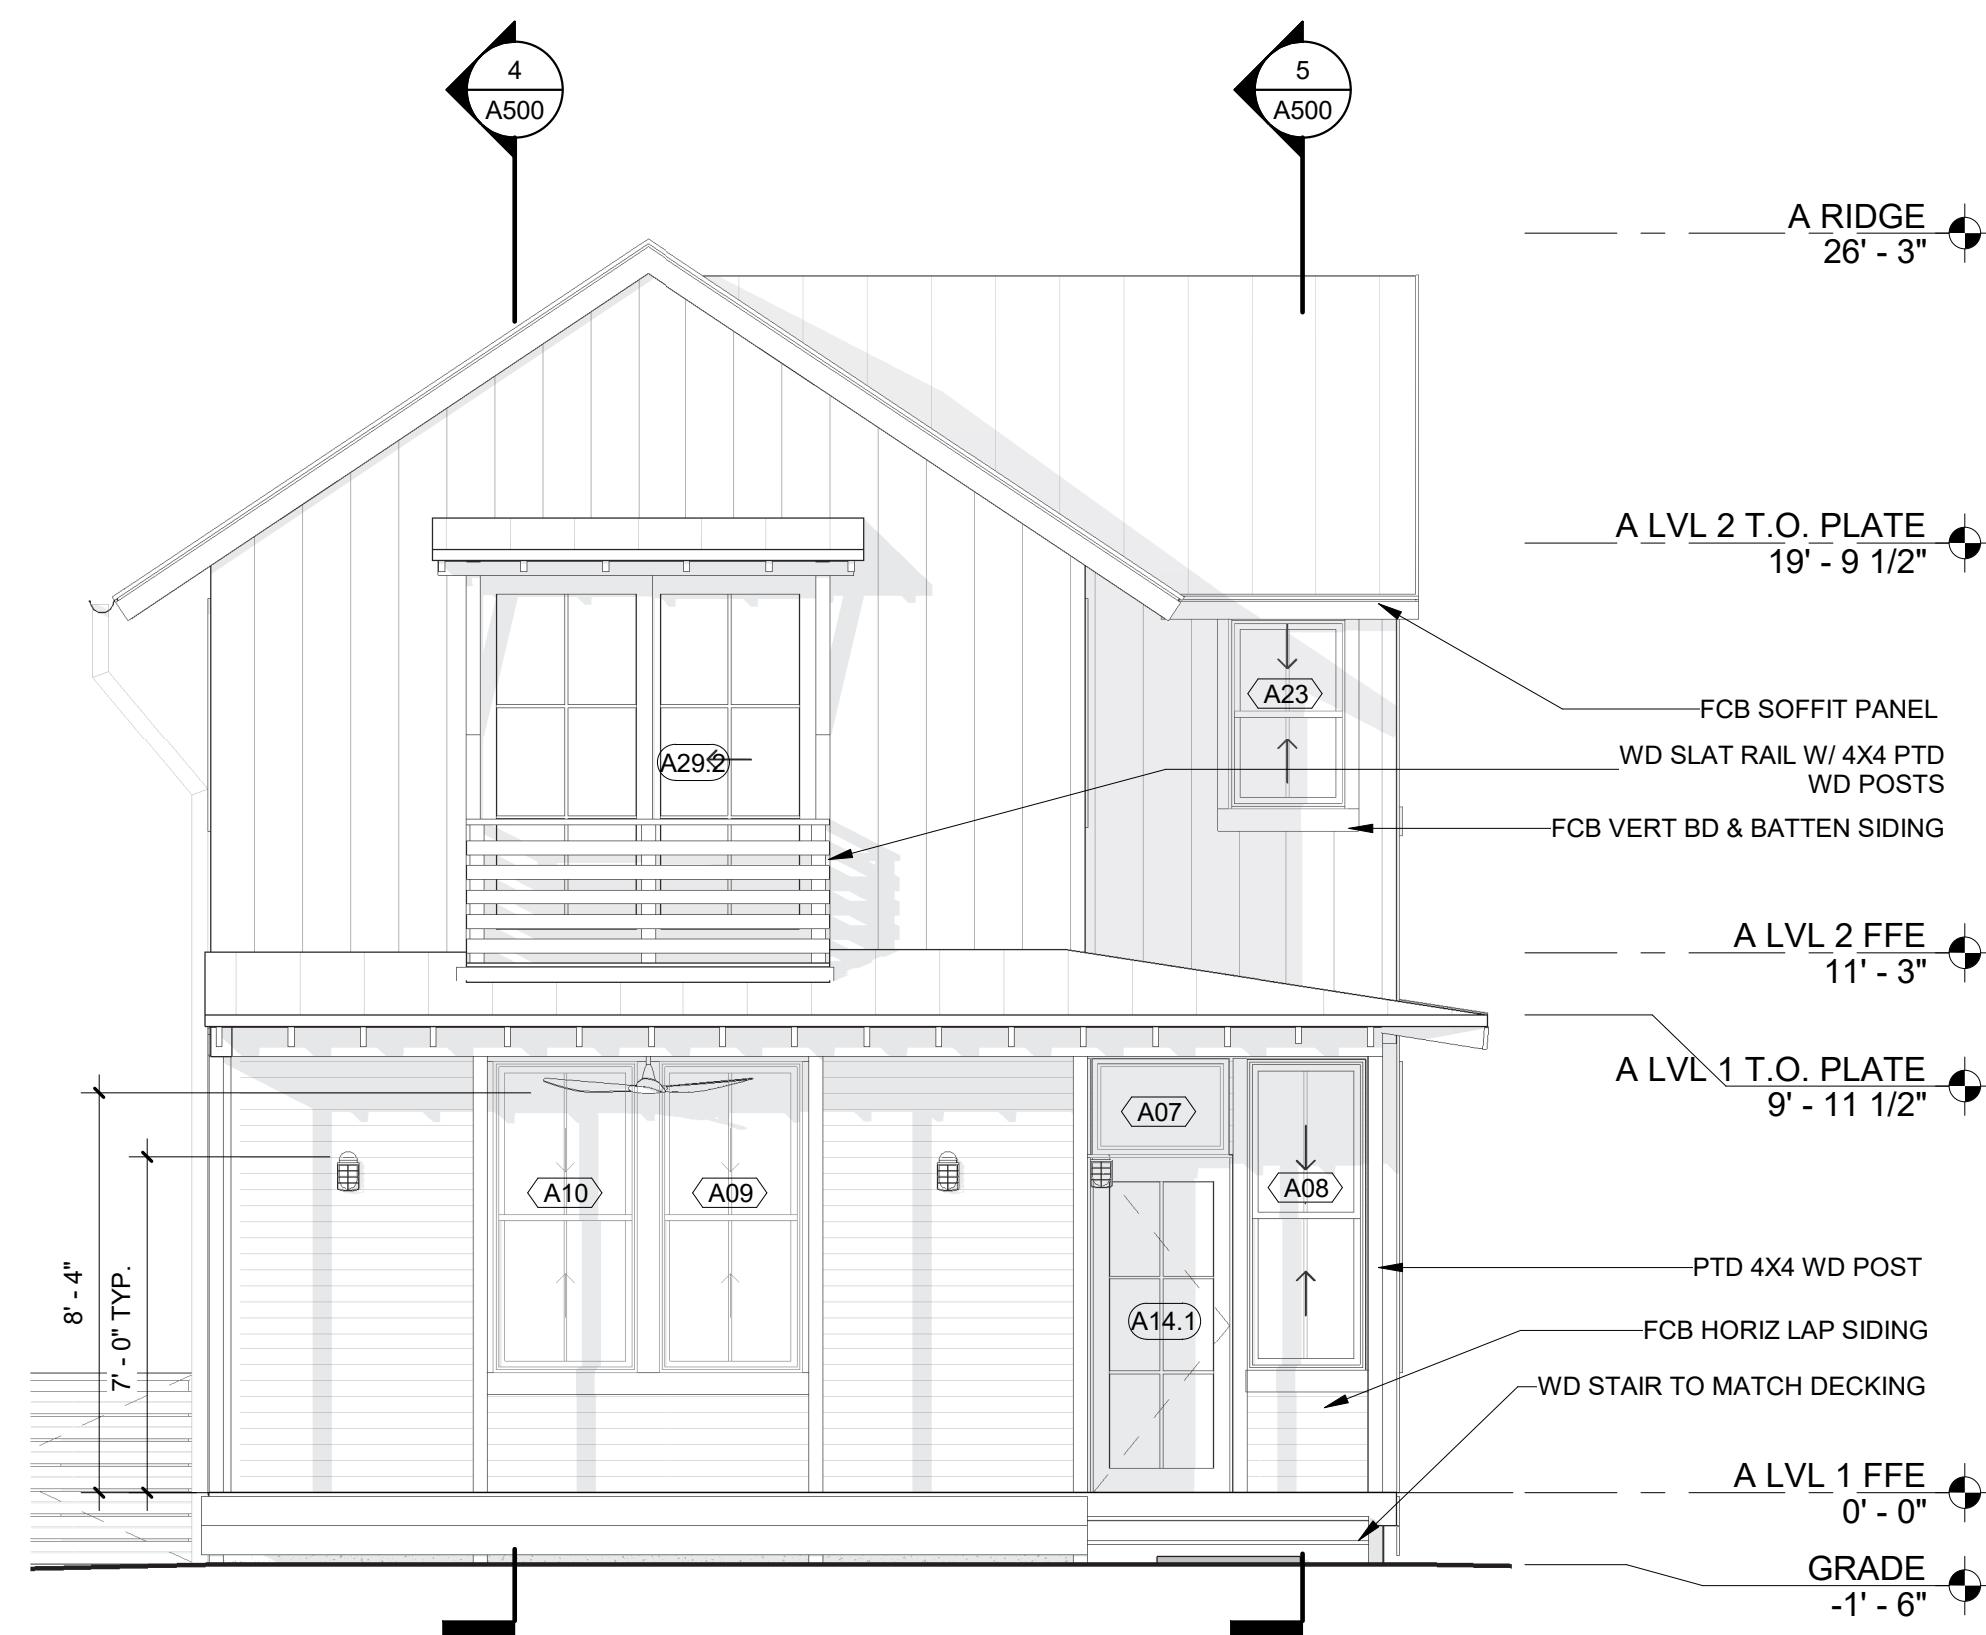 4
A500
5
A500
A RIDGE
26' - 3"
A LVL 2 T.O. PLATE
19' - 9 1/2"
A23
FCB SOFFIT PANEL
WD SLAT RAIL W/ 4X4 PTD
WD POSTS
A29.2
FCB VERT BD & BATTEN SIDING
A LVL 2 FFE
11' - 3"
A LVL 1 T.O. PLATE
9' - 11 1/2"
A07
A10
A09
A08
8' - 4"
7' - 0" TYP.
PTD 4X4 WD POST
A14.1
FCB HORIZ LAP SIDING
WD STAIR TO MATCH DECKING
A LVL 1 FFE
0' - 0"
GRADE
-1' - 6"